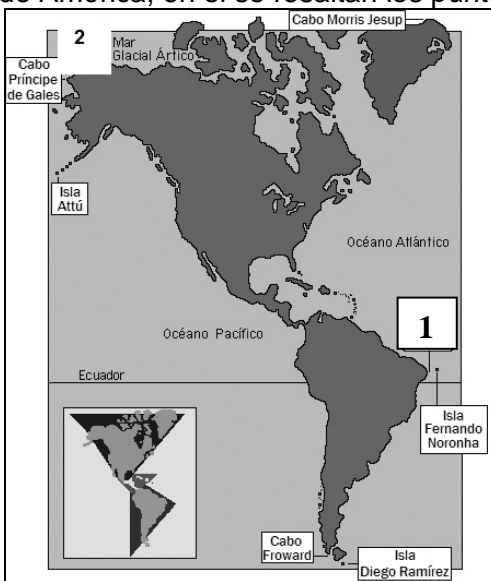 de América, en él se resaltan los punt
Cabo Morris Jesup
2
Mar
Glacial Ártico
Cabo
Príncipe
de Gales
Isla
Attú
Océano Atlántico
Océano Pacífico
1
Ecuador
Isla
Fernando
Noronha
Cabo
Froward
Isla
Diego Ramírez